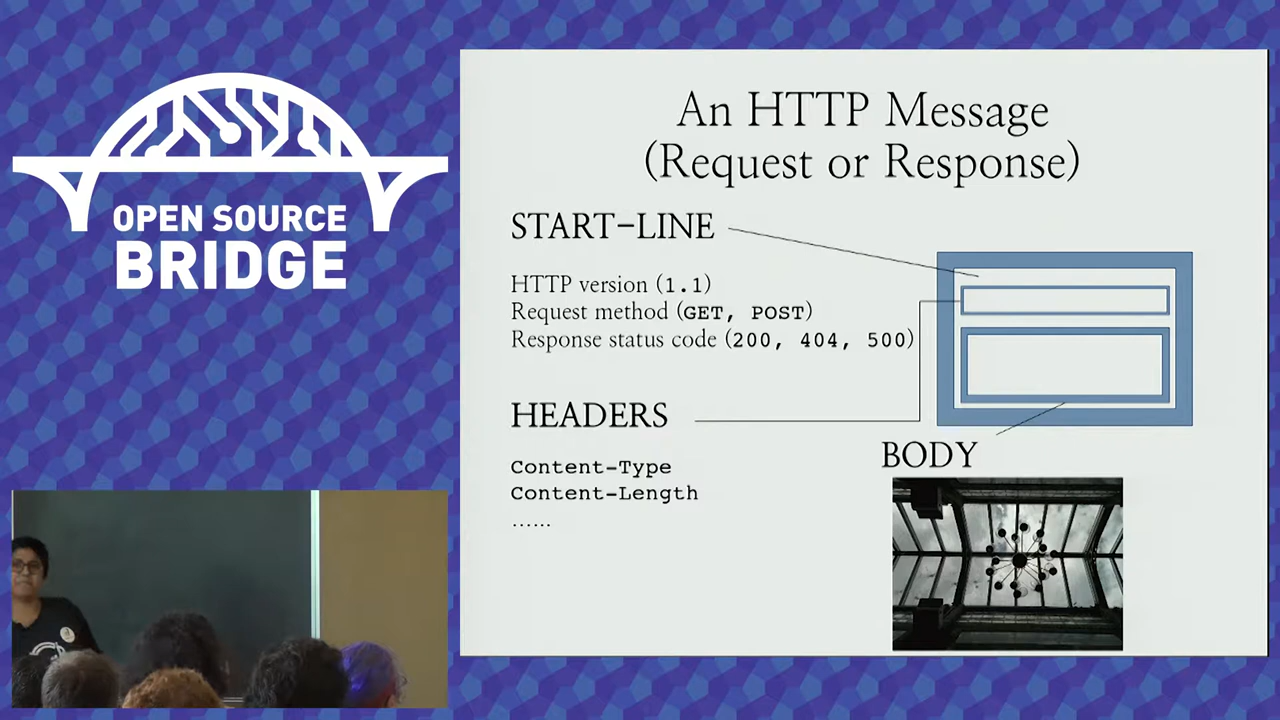 OPEN SOURCE
BRIDGE
An HTTP Message
(Request or Response)
START-LINE
HTTP version (1.1)
Request method (GET, POST)
Response status code (200, 404, 500)
HEADERS
Content-Type
Content-Length
......
BODY